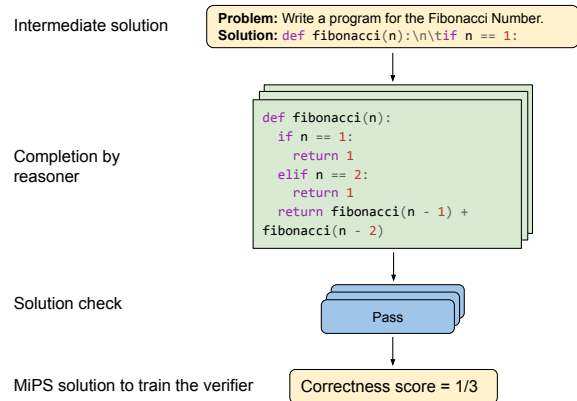 Intermediate solution
Problem: Write a program for the Fibonacci Number.
Solution: def fibonacci(n):\n\tif n == 1:
Completion by
reasoner
def fibonacci(n):
if n == 1:
return 1
elif n == 2:
return 1
return fibonacci(n - 1) +
fibonacci(n - 2)
Solution check
Pass
MiPS solution to train the verifier
Correctness score = 1/3